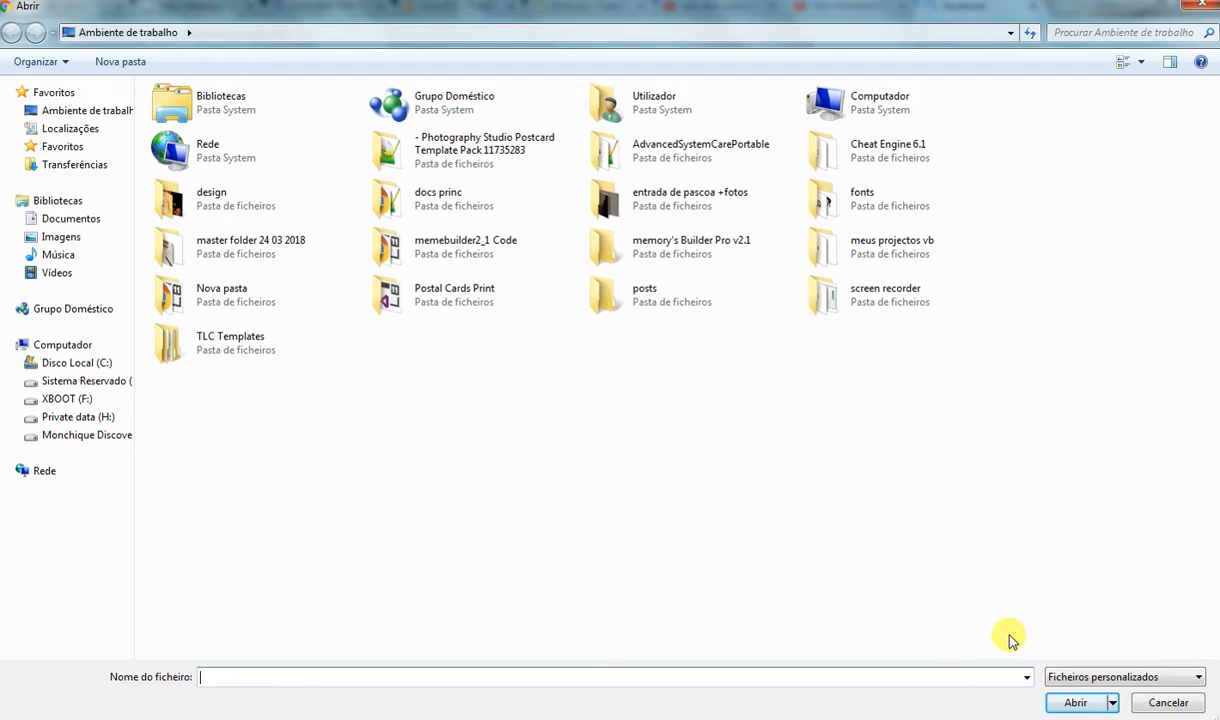 Abrir
Ambiente de trabalho
Procurar Ambiente de trabalho
Organizar
Nova pasta
Favoritos
Ambiente de trabalh
Localizações
Favoritos
Transferências
Bibliotecas
Documentos
Imagens
Música
Vídeos
Grupo Doméstico
Computador
Disco Local (C:)
Sistema Reservado (
XBOOT (F:)
Private data (H:)
Monchique Discove
Rede
Bibliotecas
Pasta System
Grupo Doméstico
Pasta System
Utilizador
Pasta System
Computador
Pasta System
Rede
Pasta System
- Photography Studio Postcard
Template Pack 11735283
Pasta de ficheiros
AdvancedSystemCarePortable
Pasta de ficheiros
Cheat Engine 6.1
Pasta de ficheiros
design
Pasta de ficheiros
docs princ
Pasta de ficheiros
entrada de pascoa +fotos
Pasta de ficheiros
fonts
Pasta de ficheiros
master folder 24 03 2018
Pasta de ficheiros
memebuilder2_1 Code
Pasta de ficheiros
memory's Builder Pro v2.1
Pasta de ficheiros
meus projectos vb
Pasta de ficheiros
Nova pasta
Pasta de ficheiros
Postal Cards Print
Pasta de ficheiros
posts
Pasta de ficheiros
screen recorder
Pasta de ficheiros
TLC Templates
Pasta de ficheiros
Nome do ficheiro:
Ficheiros personalizados
Abrir
Cancelar